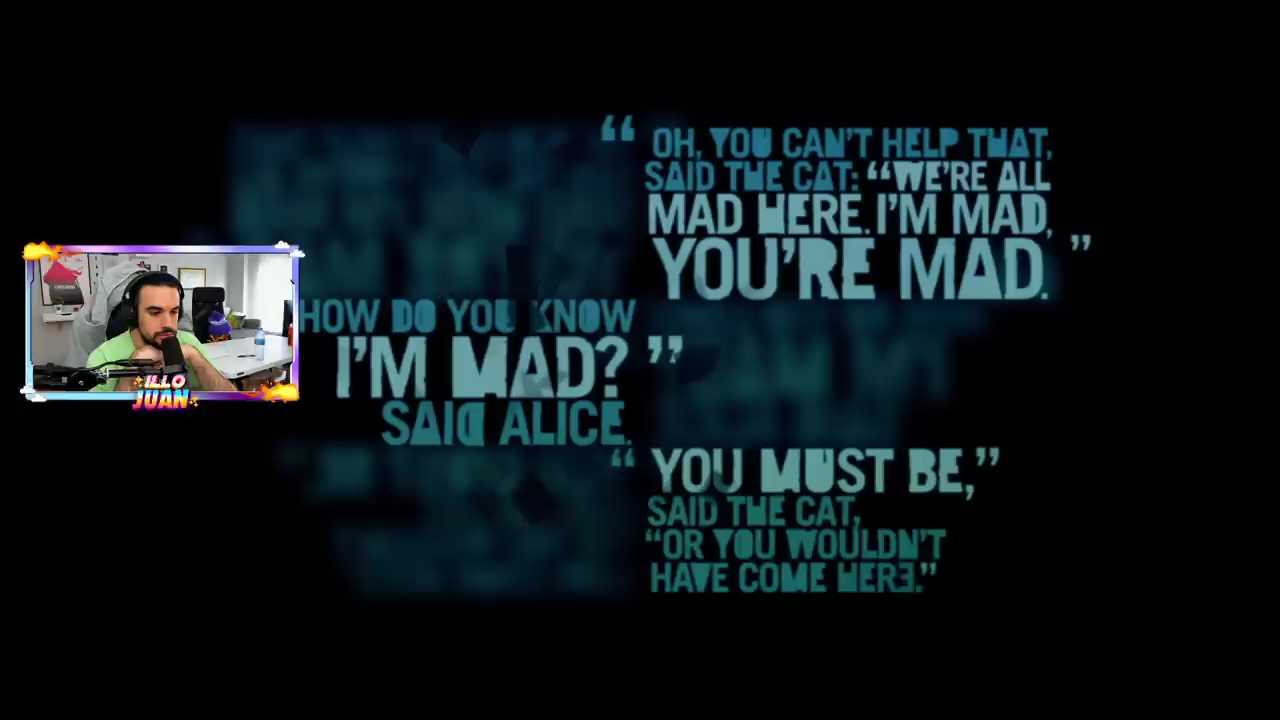 “ OH, YOU CAN'T HELP THAT,
SAID THE CAT: “WE'RE ALL
MAD HERE. I'M MAD,
YOU'RE MAD. ”
HOW DO YOU KNOW
I'M MAD? ”
SAID ALICE.
“ YOU MUST BE,”
SAID THE CAT,
“OR YOU WOULDN'T
HAVE COME HERE.”
ILLO
JUAN